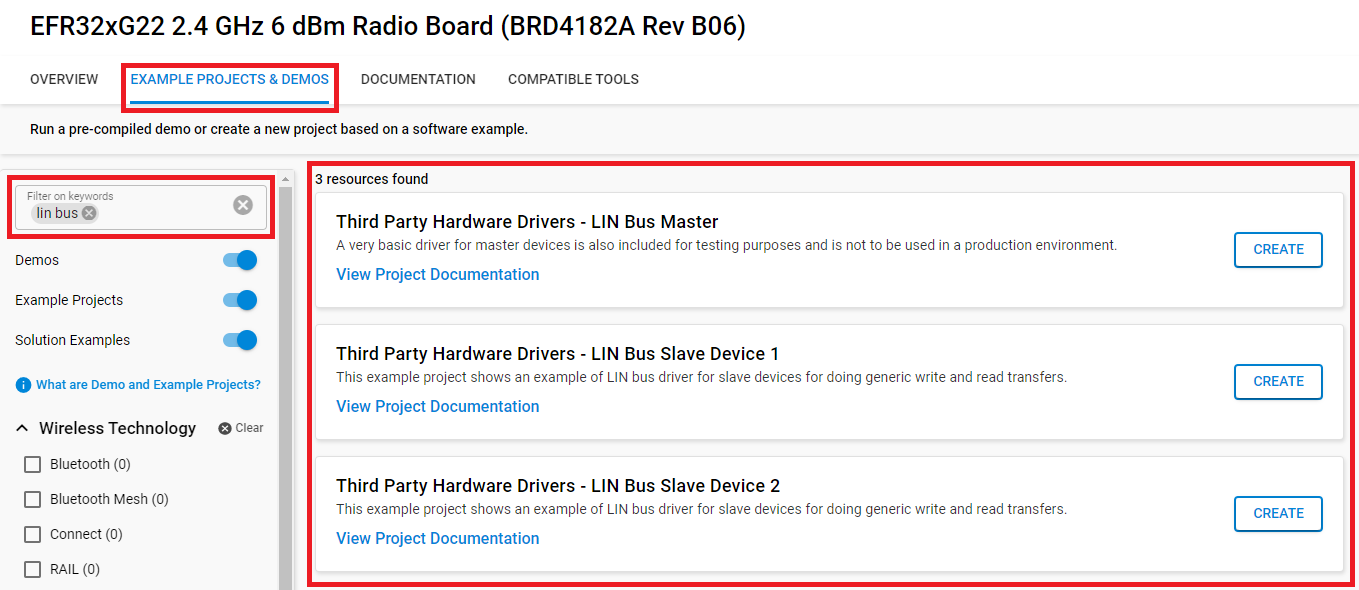 EFR32xG22 2.4 GHz 6 dBm Radio Board (BRD4182A Rev B06)
OVERVIEW
EXAMPLE PROJECTS & DEMOS
DOCUMENTATION
COMPATIBLE TOOLS
Run a pre-compiled demo or create a new project based on a software example.
Filter on keywords
lin bus
Demos
Example Projects
Solution Examples
What are Demo and Example Projects?
Wireless Technology
Clear
Bluetooth (0)
Bluetooth Mesh (0)
Connect (0)
RAIL (0)
3 resources found
Third Party Hardware Drivers - LIN Bus Master
A very basic driver for master devices is also included for testing purposes and is not to be used in a production environment.
View Project Documentation
CREATE
Third Party Hardware Drivers - LIN Bus Slave Device 1
This example project shows an example of LIN bus driver for slave devices for doing generic write and read transfers.
View Project Documentation
CREATE
Third Party Hardware Drivers - LIN Bus Slave Device 2
This example project shows an example of LIN bus driver for slave devices for doing generic write and read transfers.
View Project Documentation
CREATE